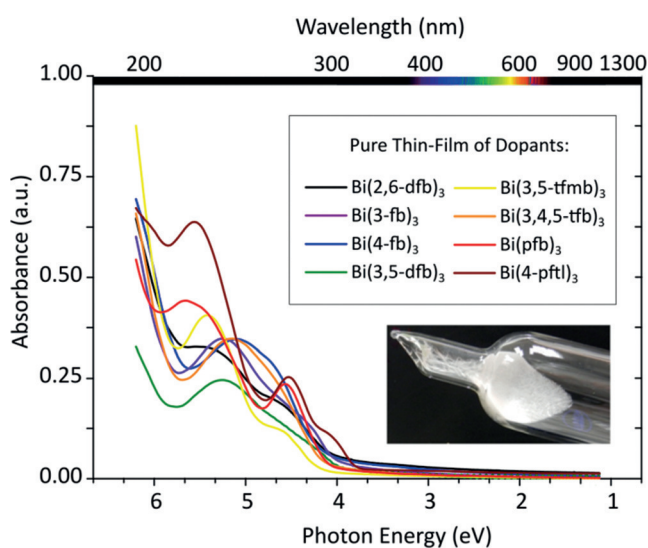 Wavelength (nm)
200 300 400 600 900 1300
1.00
0.75
0.50
0.25
0.00
Absorbance (a.u.)
Pure Thin-Film of Dopants:
Bi(2,6-dfb)₃ Bi(3,5-tfmb)₃
Bi(3-fb)₃ Bi(3,4,5-tfb)₃
Bi(4-fb)₃ Bi(pfb)₃
Bi(3,5-dfb)₃ Bi(4-pftl)₃
6 5 4 3 2 1
Photon Energy (eV)